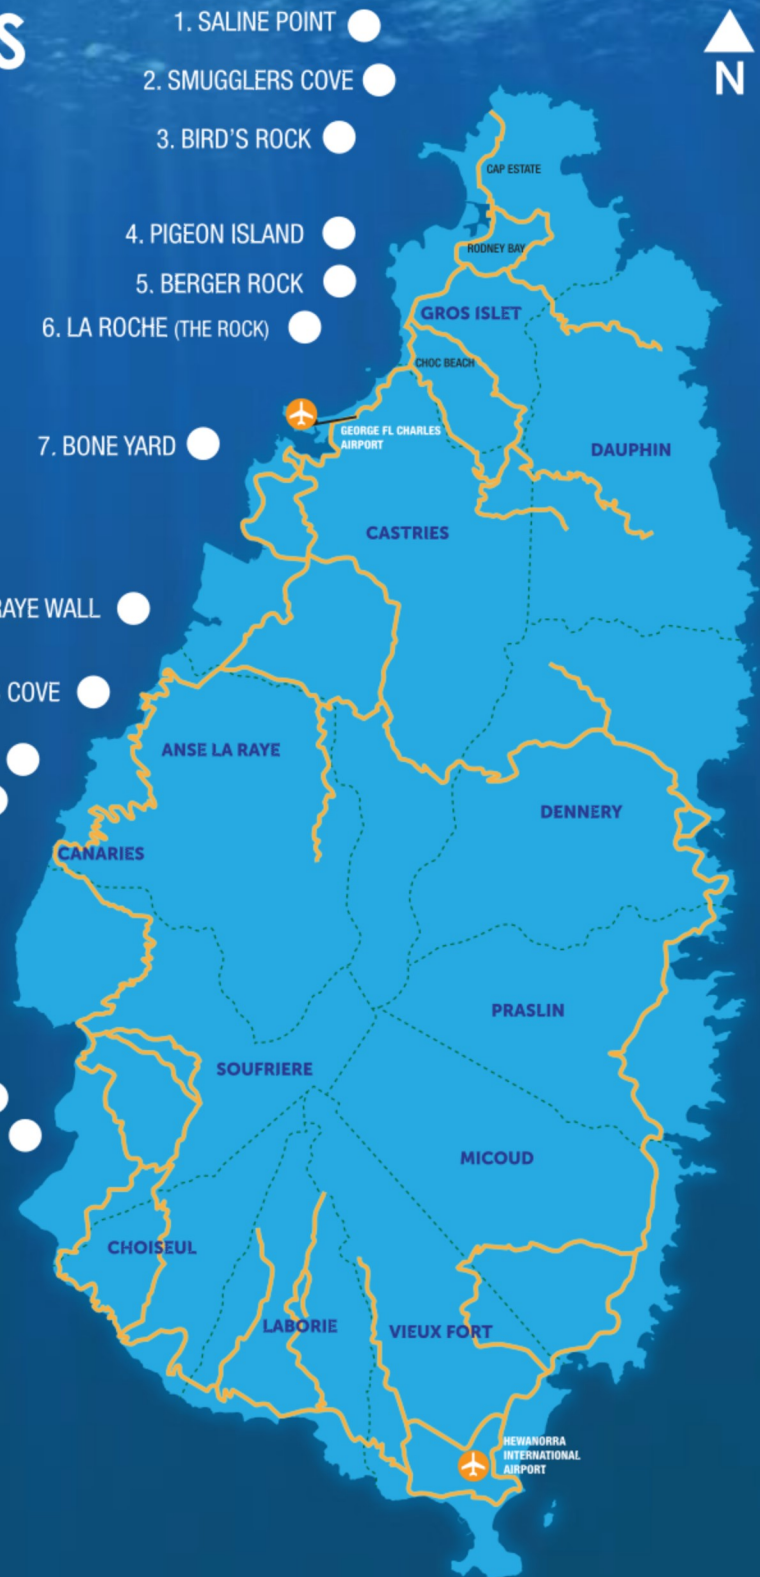 S
1. SALINE POINT
N
2. SMUGGLERS COVE
3. BIRD'S ROCK
CAP ESTATE
4. PIGEON ISLAND
RODNEY BAY
5. BERGER ROCK
GROS ISLET
6. LA ROCHE (THE ROCK)
CHOC BEACH
GEORGE FL CHARLES
AIRPORT
7. BONE YARD
DAUPHIN
CASTRIES
RAYE WALL
COVE
ANSE LA RAYE
DENNERY
CANARIES
PRASLIN
SOUFRIERE
MICOUD
CHOISEUL
LABORIE
VIEUX FORT
HEWANORRA
INTERNATIONAL
AIRPORT